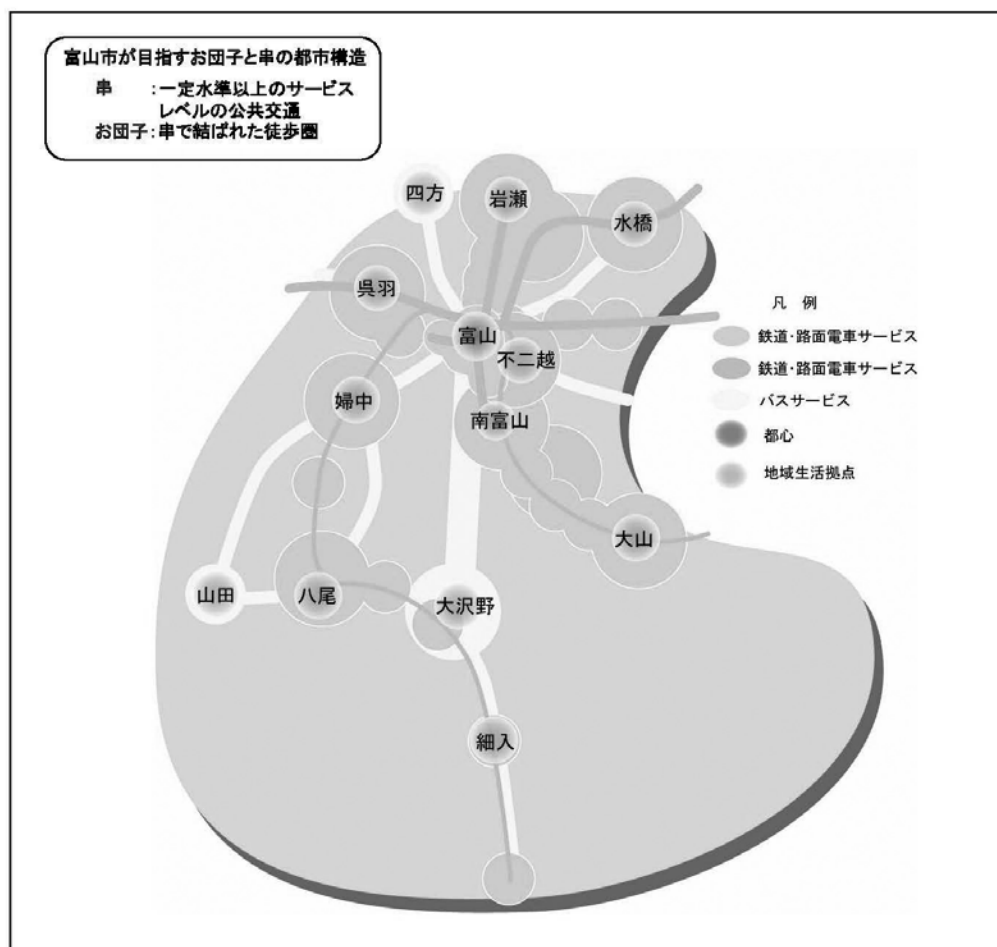 富山市が目指すお団子と串の都市構造
串　：一定水準以上のサービス
レベルの公共交通
お団子：串で結ばれた徒歩圏
四方
岩瀬
水橋
呉羽
富山
不二越
婦中
南富山
大山
山田
八尾
大沢野
細入
凡 例
鉄道・路面電車サービス
鉄道・路面電車サービス
バスサービス
都心
地域生活拠点